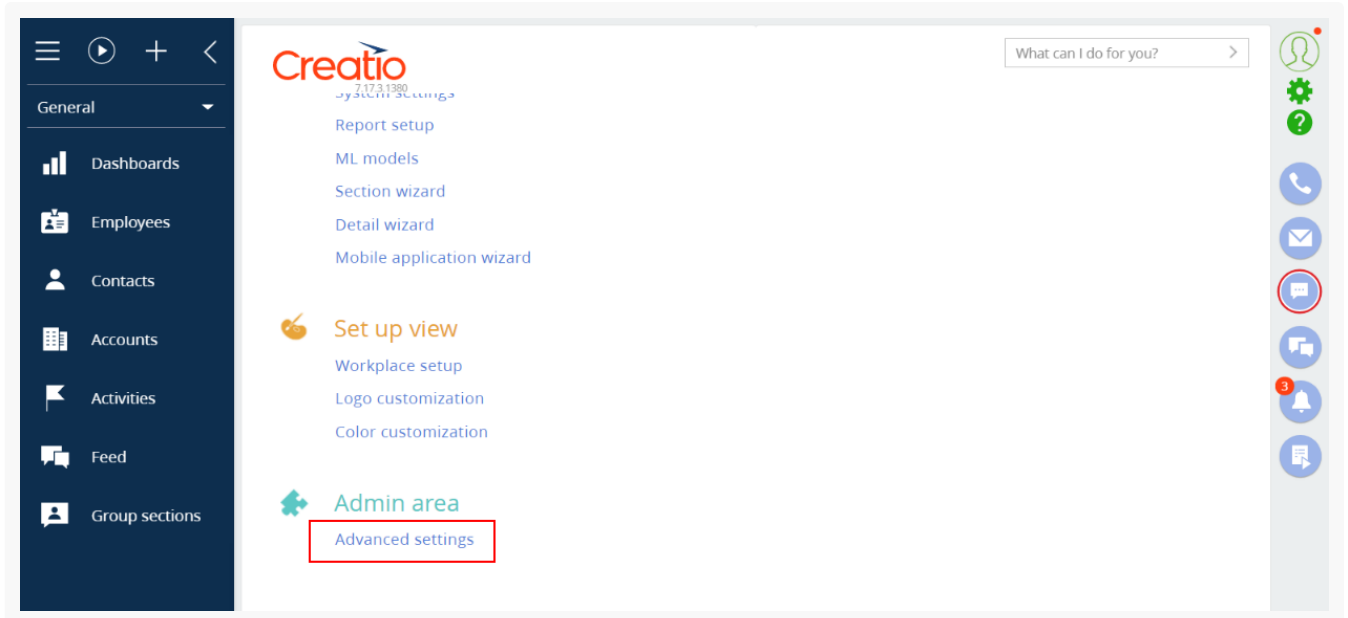 General
Dashboards
Employees
Contacts
Accounts
Activities
Feed
Group sections
Creatio
7.17.3.1380
What can I do for you?
System settings
Report setup
ML models
Section wizard
Detail wizard
Mobile application wizard
Set up view
Workplace setup
Logo customization
Color customization
Admin area
Advanced settings
?
3